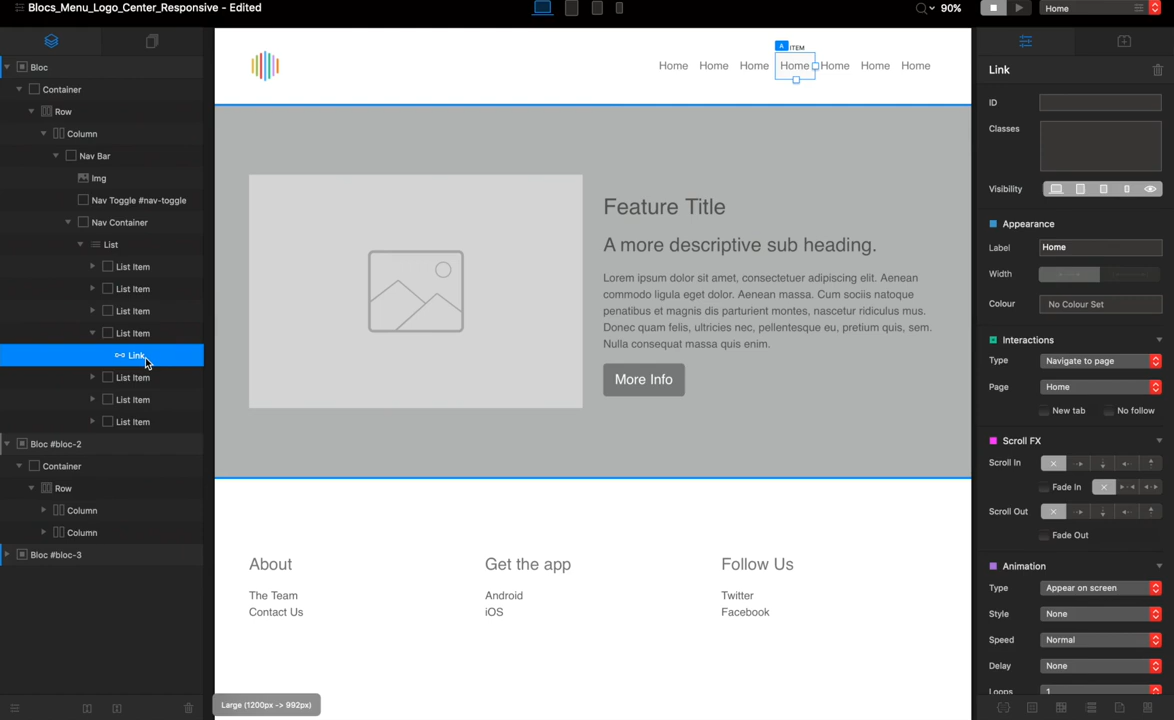 Blocs_Menu_Logo_Center_Responsive - Edited
90%
Home
Bloc
Container
Row
Column
Nav Bar
Img
Nav Toggle #nav-toggle
Nav Container
List
List Item
List Item
List Item
List Item
Link
List Item
List Item
List Item
Bloc #bloc-2
Container
Row
Column
Column
Bloc #bloc-3
A ITEM
Home Home Home Home Home Home Home
Feature Title
A more descriptive sub heading.
Lorem ipsum dolor sit amet, consectetuer adipiscing elit. Aenean
commodo ligula eget dolor. Aenean massa. Cum sociis natoque
penatibus et magnis dis parturient montes, nascetur ridiculus mus.
Donec quam felis, ultricies nec, pellentesque eu, pretium quis, sem.
Nulla consequat massa quis enim.
More Info
About
The Team
Contact Us
Get the app
Android
iOS
Follow Us
Twitter
Facebook
Large (1200px -> 992px)
Link
ID
Classes
Visibility
Appearance
Label Home
Width
Colour No Colour Set
Interactions
Type Navigate to page
Page Home
New tab No follow
Scroll FX
Scroll In
Fade In
Scroll Out
Fade Out
Animation
Type Appear on screen
Style None
Speed Normal
Delay None
Loops 1